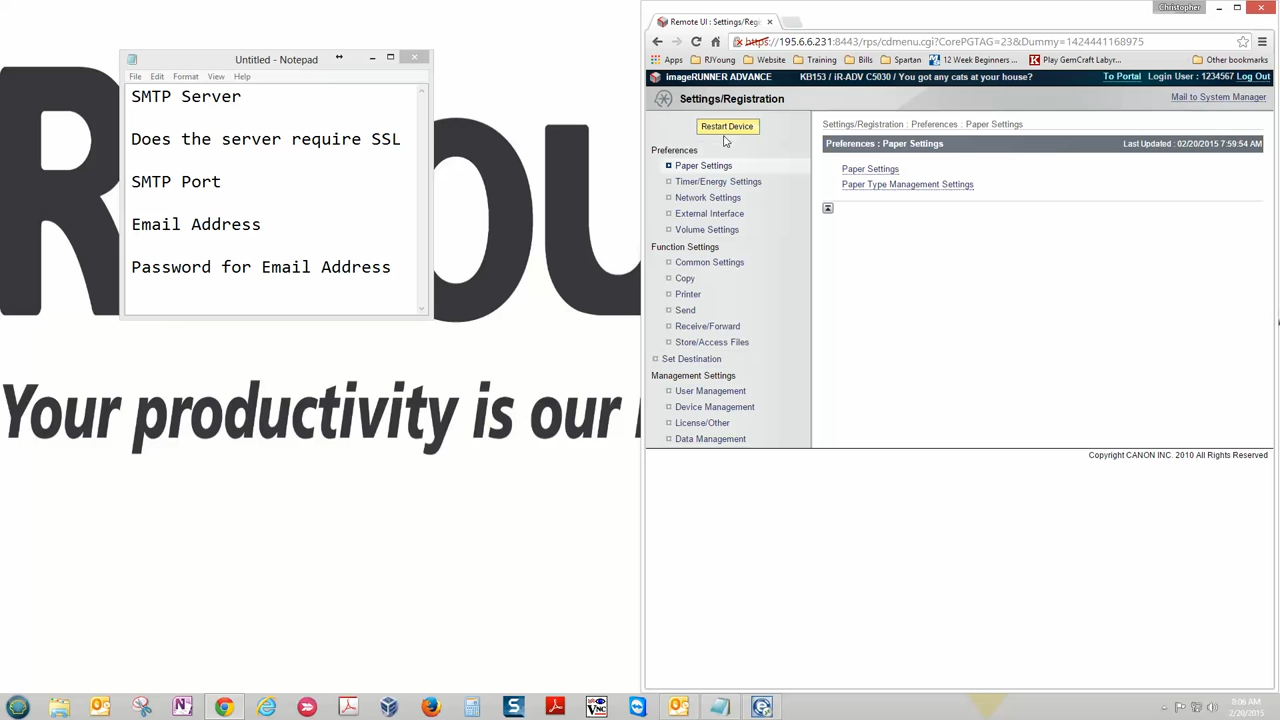 Christopher
Remote UI : Settings/Reg
https://195.6.6.231:8443/rps/cdmenu.cgi?CorePGTAG=23&Dummy=1424441168975
Apps RJYoung Website Training Bills Spartan 12 Week Beginners ... Play GemCraft Labyr... Other bookmarks
imageRUNNER ADVANCE KB153 / iR-ADV C5030 / You got any cats at your house? To Portal Login User : 1234567 Log Out
Settings/Registration Mail to System Manager
Restart Device
Preferences
Paper Settings
Timer/Energy Settings
Network Settings
External Interface
Volume Settings
Function Settings
Common Settings
Copy
Printer
Send
Receive/Forward
Store/Access Files
Set Destination
Management Settings
User Management
Device Management
License/Other
Data Management
Settings/Registration : Preferences : Paper Settings
Preferences : Paper Settings Last Updated : 02/20/2015 7:59:54 AM
Paper Settings
Paper Type Management Settings
Copyright CANON INC. 2010 All Rights Reserved
Untitled - Notepad
File Edit Format View Help
SMTP Server
Does the server require SSL
SMTP Port
Email Address
Password for Email Address
Your productivity is our
8:06 AM
2/20/2015